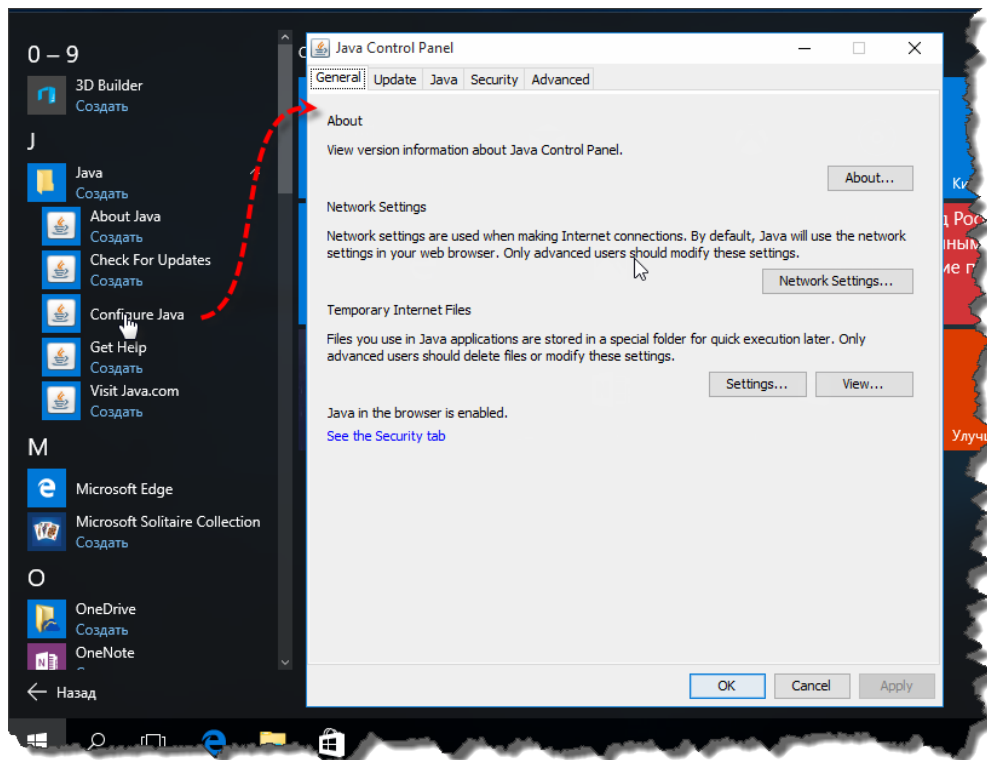 0 – 9
3D Builder
Создать
J
Java
Создать
About Java
Создать
Check For Updates
Создать
Configure Java
Get Help
Создать
Visit Java.com
Создать
M
Microsoft Edge
Microsoft Solitaire Collection
Создать
O
OneDrive
Создать
OneNote
Назад
Java Control Panel
General Update Java Security Advanced
About
View version information about Java Control Panel.
About...
Network Settings
Network settings are used when making Internet connections. By default, Java will use the network
settings in your web browser. Only advanced users should modify these settings.
Network Settings...
Temporary Internet Files
Files you use in Java applications are stored in a special folder for quick execution later. Only
advanced users should delete files or modify these settings.
Settings... View...
Java in the browser is enabled.
See the Security tab
OK Cancel Apply